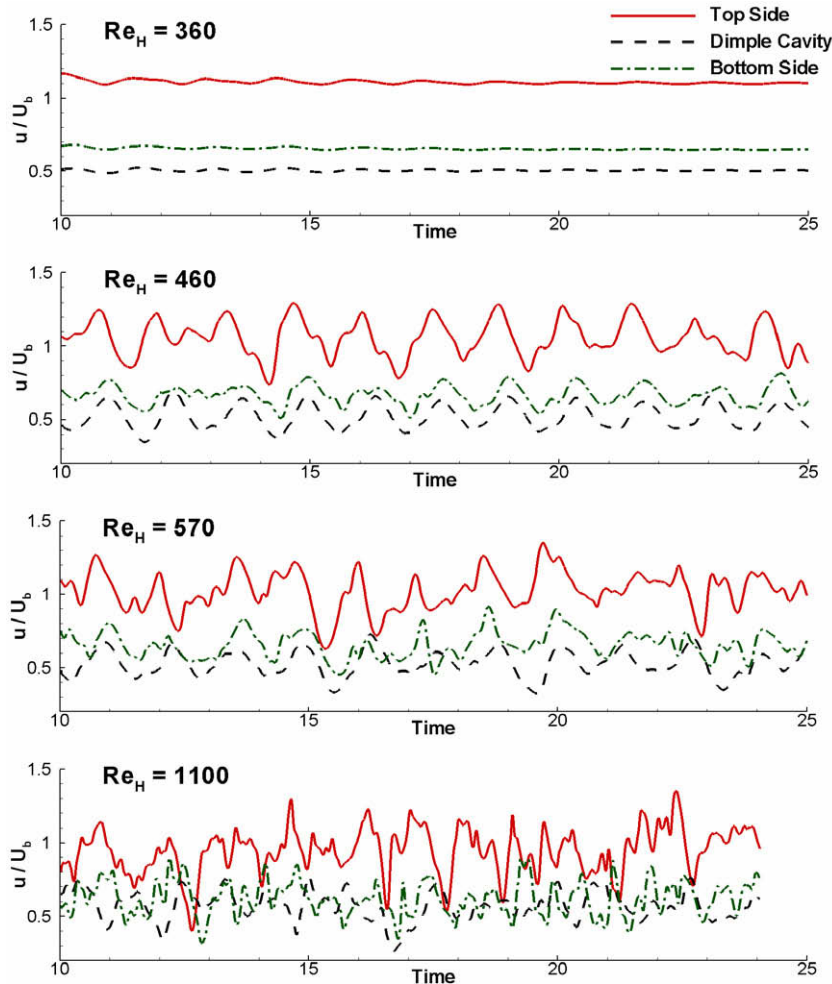 1.5
Re_H = 360
Top Side
Dimple Cavity
Bottom Side
1
u / U_b
0.5
10 15 20 25
Time
1.5
Re_H = 460
1
u / U_b
0.5
10 15 20 25
Time
1.5
Re_H = 570
1
u / U_b
0.5
10 15 20 25
Time
1.5
Re_H = 1100
1
u / U_b
0.5
10 15 20 25
Time